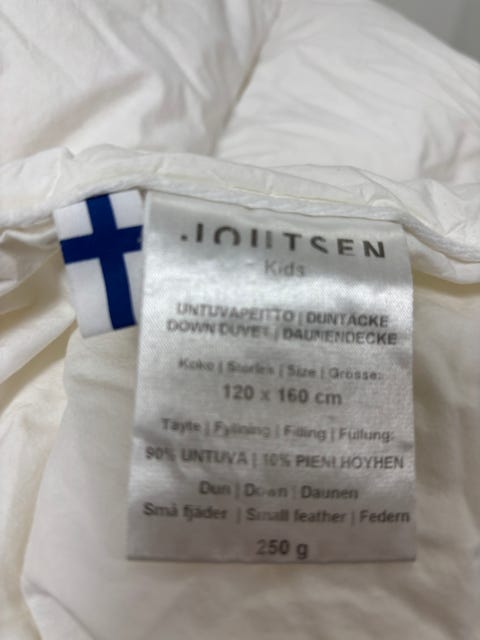 JOUTSEN
Kids
UNTUVAPEITTO | DUNTÄCKE
DOWN DUVET | DAUNENDECKE
Koko | Storlek | Size | Grösse:
120 x 160 cm
Täyte | Fyllning | Filling | Füllung:
90% UNTUVA | 10% PIENI HÖYHEN
Dun | Down | Daunen
Små fjäder | Small feather | Federn
250 g